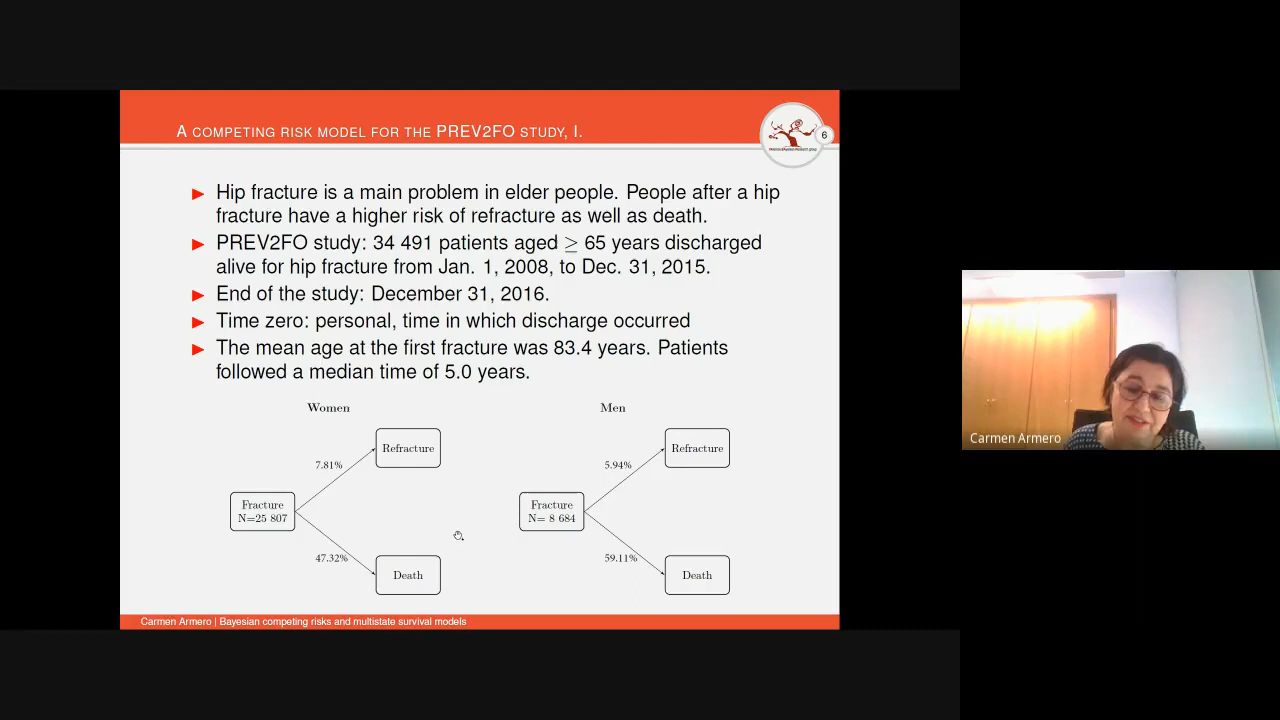 A COMPETING RISK MODEL FOR THE PREV2FO STUDY, I.
6
▶ Hip fracture is a main problem in elder people. People after a hip
fracture have a higher risk of refracture as well as death.
▶ PREV2FO study: 34 491 patients aged ≥ 65 years discharged
alive for hip fracture from Jan. 1, 2008, to Dec. 31, 2015.
▶ End of the study: December 31, 2016.
▶ Time zero: personal, time in which discharge occurred
▶ The mean age at the first fracture was 83.4 years. Patients
followed a median time of 5.0 years.
Women
Refracture
7.81%
Fracture
N=25 807
47.32%
Death
Men
Refracture
5.94%
Fracture
N= 8 684
59.11%
Death
Carmen Armero | Bayesian competing risks and multistate survival models
Carmen Armero